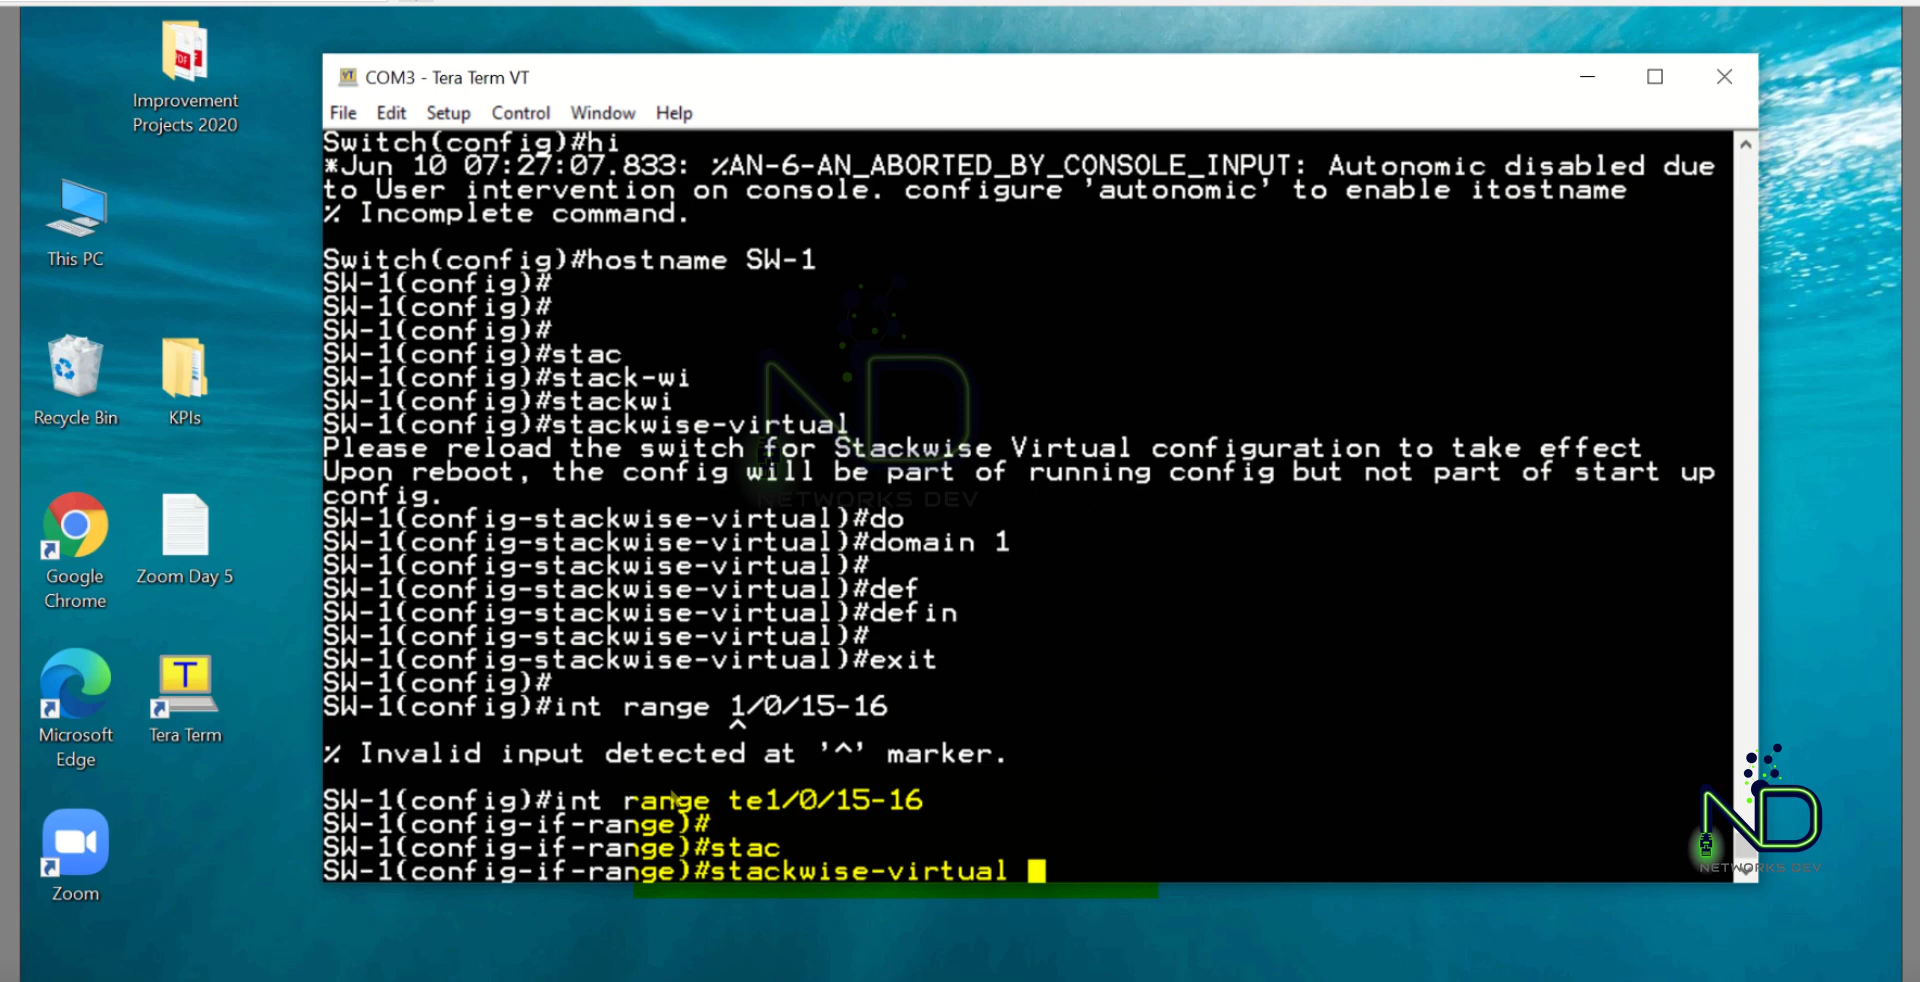 Improvement
Projects 2020
This PC
Recycle Bin
KPIs
Google
Chrome
Zoom Day 5
Microsoft
Edge
Tera Term
Zoom
COM3 - Tera Term VT
File Edit Setup Control Window Help
Switch(config)#hi
*Jun 10 07:27:07.833: %AN-6-AN_ABORTED_BY_CONSOLE_INPUT: Autonomic disabled due
to User intervention on console. configure 'autonomic' to enable itostname
% Incomplete command.
Switch(config)#hostname SW-1
SW-1(config)#
SW-1(config)#
SW-1(config)#
SW-1(config)#stac
SW-1(config)#stack-wi
SW-1(config)#stackwi
SW-1(config)#stackwise-virtual
Please reload the switch for Stackwise Virtual configuration to take effect
Upon reboot, the config will be part of running config but not part of start up
config.
SW-1(config-stackwise-virtual)#do
SW-1(config-stackwise-virtual)#domain 1
SW-1(config-stackwise-virtual)#
SW-1(config-stackwise-virtual)#def
SW-1(config-stackwise-virtual)#defin
SW-1(config-stackwise-virtual)#
SW-1(config-stackwise-virtual)#exit
SW-1(config)#
SW-1(config)#int range 1/0/15-16
^
% Invalid input detected at '^' marker.
SW-1(config)#int range te1/0/15-16
SW-1(config-if-range)#
SW-1(config-if-range)#stac
SW-1(config-if-range)#stackwise-virtual
ND
NETWORKS DEV
ND
NETWORKS DEV